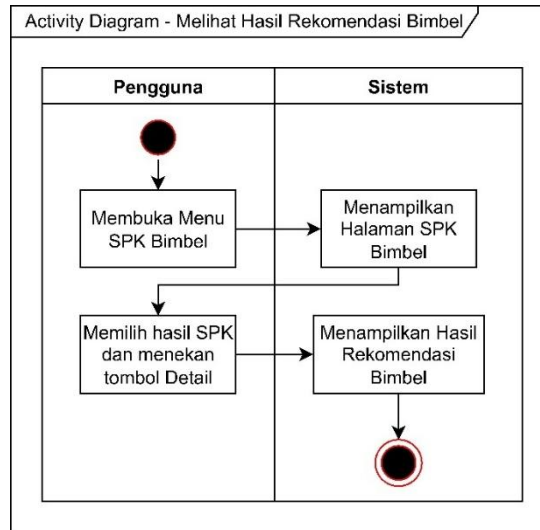 Activity Diagram - Melihat Hasil Rekomendasi Bimbel
Pengguna
Sistem
Membuka Menu
SPK Bimbel
Menampilkan
Halaman SPK
Bimbel
Memilih hasil SPK
dan menekan
tombol Detail
Menampilkan Hasil
Rekomendasi
Bimbel